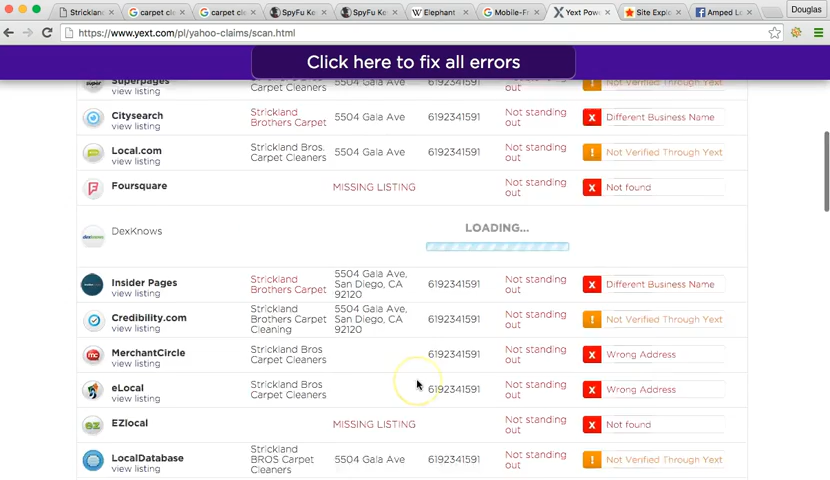 Strickland
carpet cle
carpet cle
SpyFu Ke
SpyFu Ke
Elephant
Mobile-Fr
Yext Pow
Site Explo
Amped Lo
Douglas
https://www.yext.com/pl/yahoo-claims/scan.html
Click here to fix all errors
Superpages
view listing
Carpet Cleaners
5504 Gala Ave
6192341591
out
Not Verified Through Yext
Citysearch
view listing
Strickland
Brothers Carpet
5504 Gala Ave
6192341591
Not standing
out
x Different Business Name
Local.com
view listing
Strickland Bros.
Carpet Cleaners
5504 Gala Ave
6192341591
Not standing
out
! Not Verified Through Yext
Foursquare
MISSING LISTING
Not standing
out
x Not found
DexKnows
LOADING...
dexknows
Insider Pages
view listing
Strickland
Brothers Carpet
5504 Gala Ave,
San Diego, CA
92120
6192341591
Not standing
out
x Different Business Name
Credibility.com
view listing
Strickland
Brothers Carpet
Cleaning
5504 Gala Ave,
San Diego, CA
92120
6192341591
Not standing
out
! Not Verified Through Yext
mc
MerchantCircle
view listing
Strickland Bros
Carpet Cleaners
6192341591
Not standing
out
x Wrong Address
eLocal
view listing
Strickland Bros
Carpet Cleaners
6192341591
Not standing
out
x Wrong Address
ez
EZlocal
MISSING LISTING
Not standing
out
x Not found
LocalDatabase
view listing
Strickland
BROS Carpet
Cleaners
5504 Gala Ave
6192341591
Not standing
out
! Not Verified Through Yext